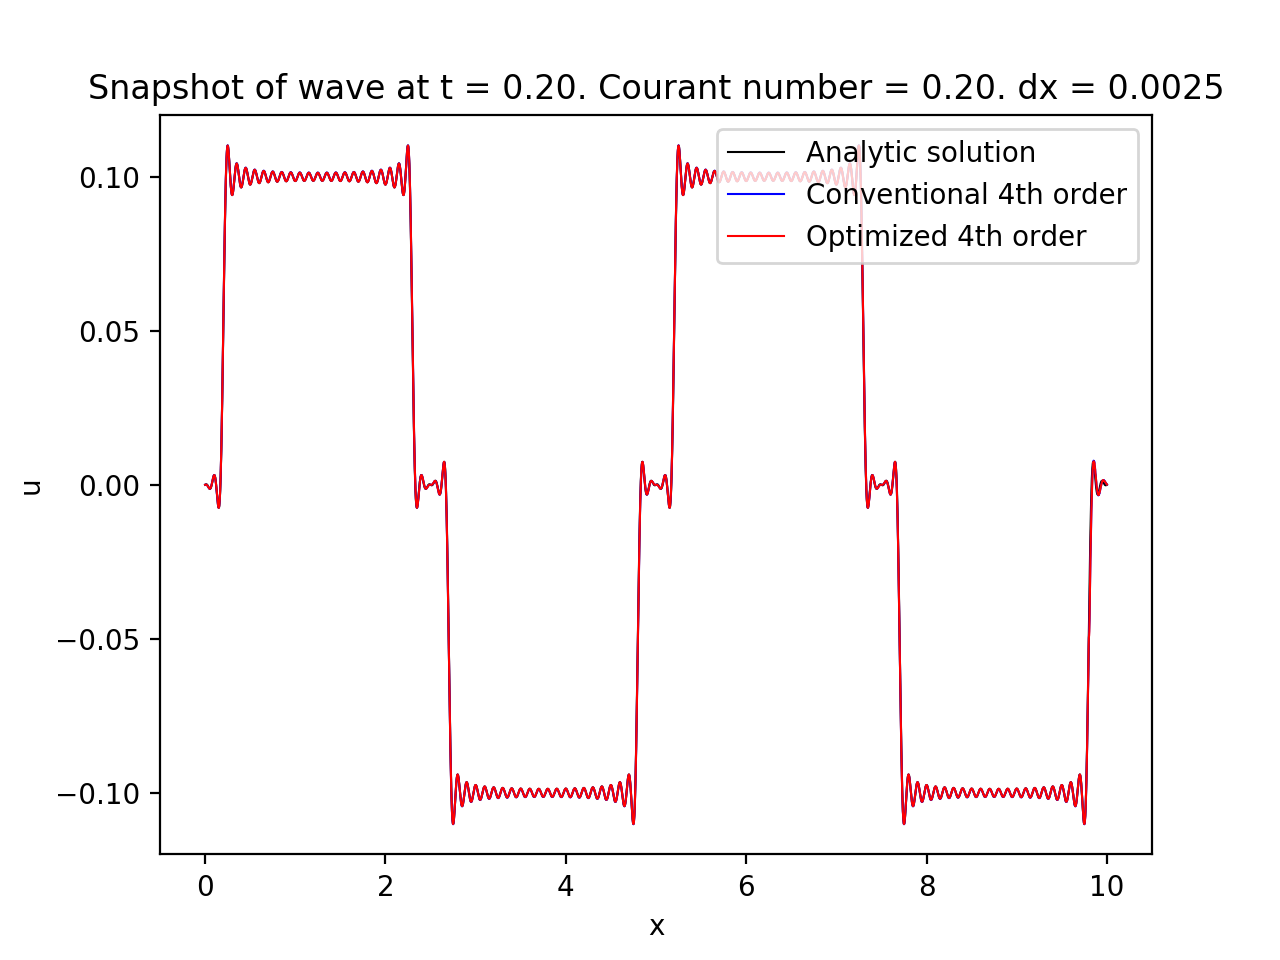 Snapshot of wave at t = 0.20. Courant number = 0.20. dx = 0.0025
Analytic solution
Conventional 4th order
Optimized 4th order
0.10
0.05
0.00
−0.05
−0.10
u
0 2 4 6 8 10
x